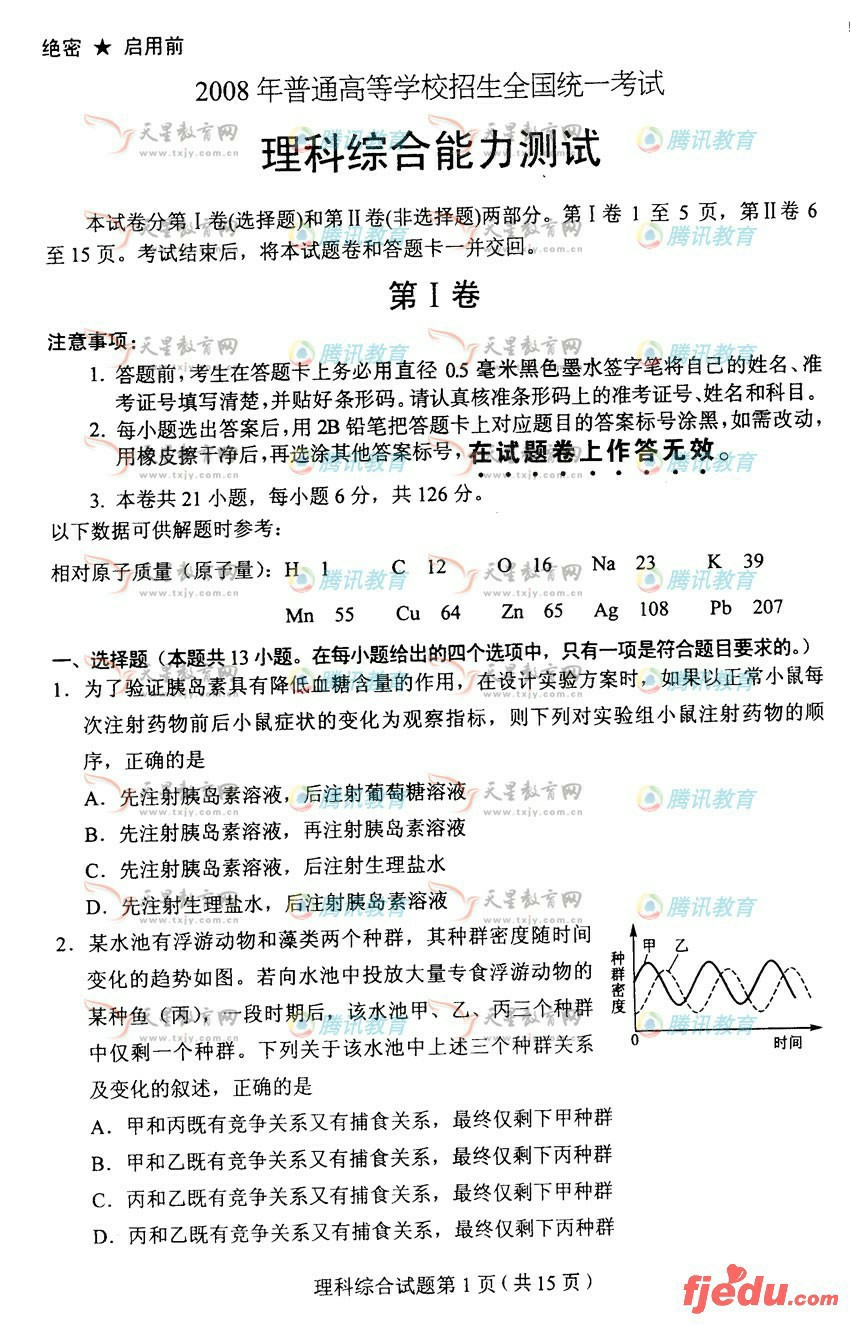 绝密 ★ 启用前
2008 年普通高等学校招生全国统一考试
理科综合能力测试
本试卷分第Ⅰ卷(选择题)和第Ⅱ卷(非选择题)两部分。第Ⅰ卷 1 至 5 页，第Ⅱ卷 6
至 15 页。考试结束后，将本试题卷和答题卡一并交回。
第Ⅰ卷
注意事项：
1. 答题前，考生在答题卡上务必用直径 0.5 毫米黑色墨水签字笔将自己的姓名、准
考证号填写清楚，并贴好条形码。请认真核准条形码上的准考证号、姓名和科目。
2. 每小题选出答案后，用 2B 铅笔把答题卡上对应题目的答案标号涂黑，如需改动，
用橡皮擦干净后，再选涂其他答案标号，在试题卷上作答无效。
3. 本卷共 21 小题，每小题 6 分，共 126 分。
以下数据可供解题时参考：
相对原子质量（原子量）：H 1 C 12 O 16 Na 23 K 39
Mn 55 Cu 64 Zn 65 Ag 108 Pb 207
一、选择题（本题共 13 小题。在每小题给出的四个选项中，只有一项是符合题目要求的。）
1．为了验证胰岛素具有降低血糖含量的作用，在设计实验方案时，如果以正常小鼠每
次注射药物前后小鼠症状的变化为观察指标，则下列对实验组小鼠注射药物的顺
序，正确的是
A．先注射胰岛素溶液，后注射葡萄糖溶液
B．先注射胰岛素溶液，再注射胰岛素溶液
C．先注射胰岛素溶液，后注射生理盐水
D．先注射生理盐水，后注射胰岛素溶液
2．某水池有浮游动物和藻类两个种群，其种群密度随时间
变化的趋势如图。若向水池中投放大量专食浮游动物的
某种鱼（丙），一段时期后，该水池甲、乙、丙三个种群
中仅剩一个种群。下列关于该水池中上述三个种群关系
及变化的叙述，正确的是
种群密度
甲 乙
0
时间
A．甲和丙既有竞争关系又有捕食关系，最终仅剩下甲种群
B．甲和乙既有竞争关系又有捕食关系，最终仅剩下丙种群
C．丙和乙既有竞争关系又有捕食关系，最终仅剩下甲种群
D．丙和乙既有竞争关系又有捕食关系，最终仅剩下丙种群
理科综合试题第 1 页（共 15 页）
fjedu.com
天星教育网
www.txjy.com.cn
腾讯教育